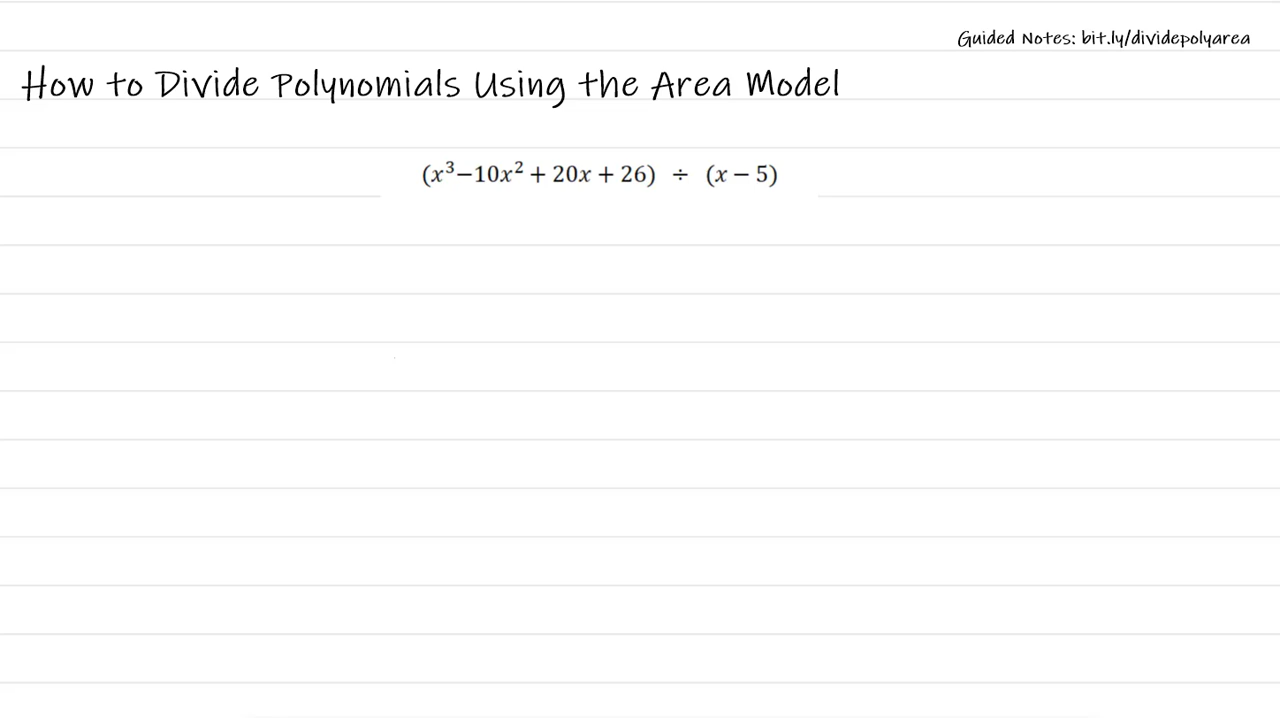 Guided Notes: bit.ly/dividepolyarea
How to Divide Polynomials Using the Area Model
(x³−10x² + 20x + 26) ÷ (x − 5)